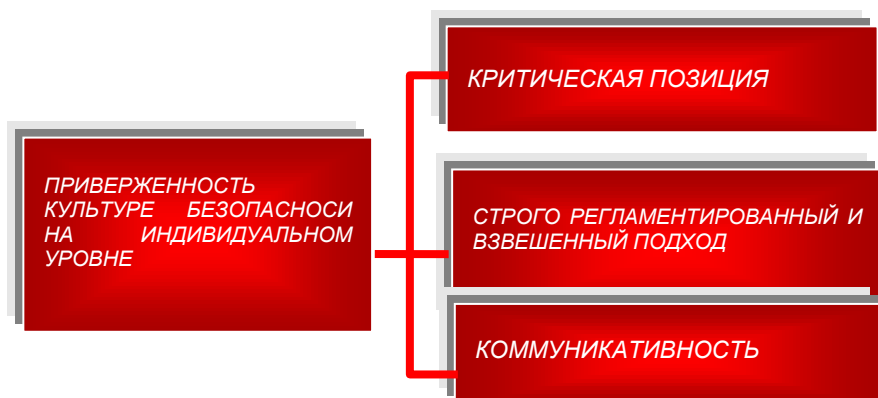 ПРИВЕРЖЕННОСТЬ
КУЛЬТУРЕ БЕЗОПАСНОСИ
НА ИНДИВИДУАЛЬНОМ
УРОВНЕ
КРИТИЧЕСКАЯ ПОЗИЦИЯ
СТРОГО РЕГЛАМЕНТИРОВАННЫЙ И
ВЗВЕШЕННЫЙ ПОДХОД
КОММУНИКАТИВНОСТЬ